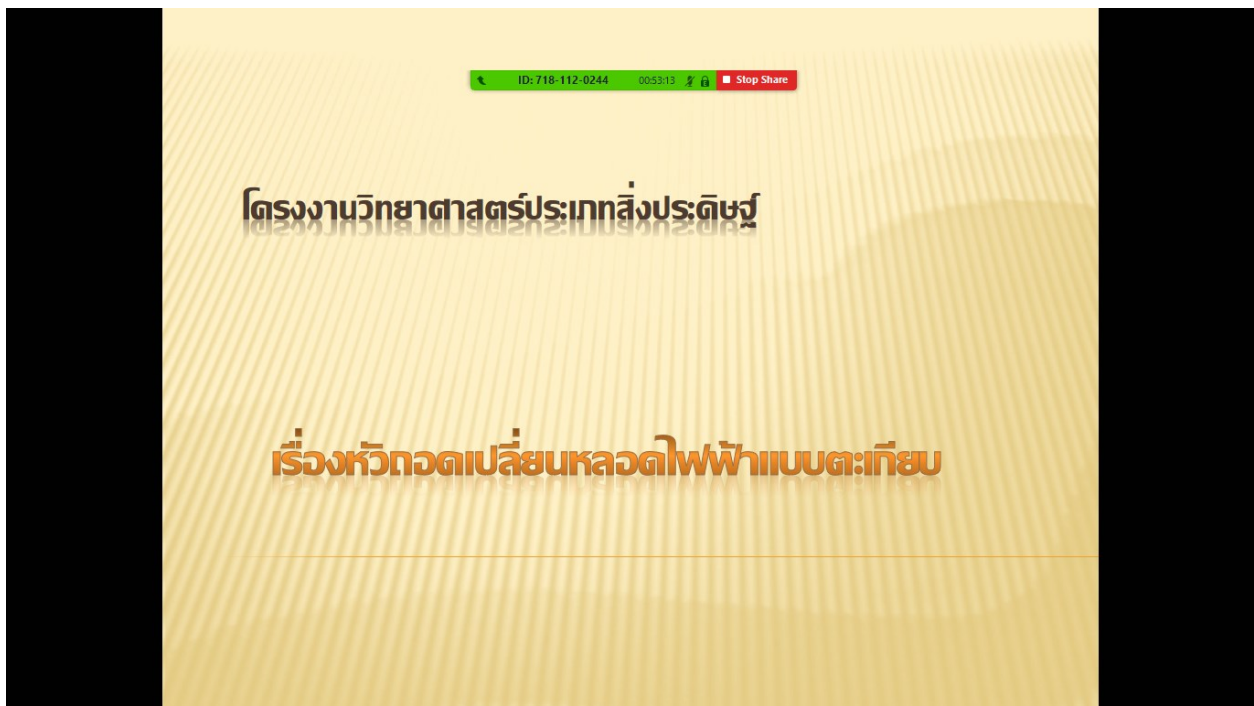 ID: 718-112-0244 00:53:13 Stop Share
โครงงานวิทยาศาสตร์ประเภทสิ่งประดิษฐ์
เรื่องหัวถอดเปลี่ยนหลอดไฟฟ้าแบบตะเกียบ